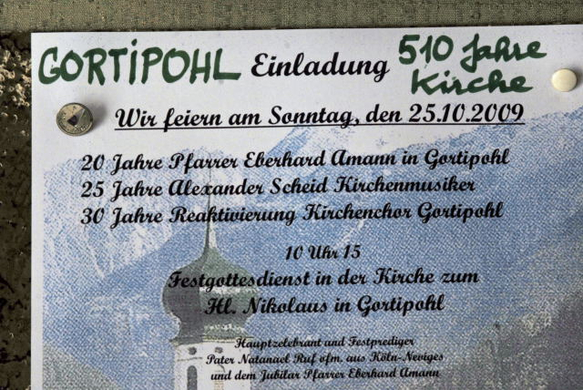 GORTIPOHL Einladung 510 Jahre
Kirche
Wir feiern am Sonntag, den 25.10.2009
20 Jahre Pfarrer Eberhard Amann in Gortipohl
25 Jahre Alexander Scheid Kirchenmusiker
30 Jahre Reaktivierung Kirchenchor Gortipohl
10 Uhr 15
Festgottesdienst in der Kirche zum
Hl. Nikolaus in Gortipohl
Hauptzelebrant und Festprediger
Pater Natanael Ruf ofm. aus Köln-Neviges
und dem Jubilar Pfarrer Eberhard Amann